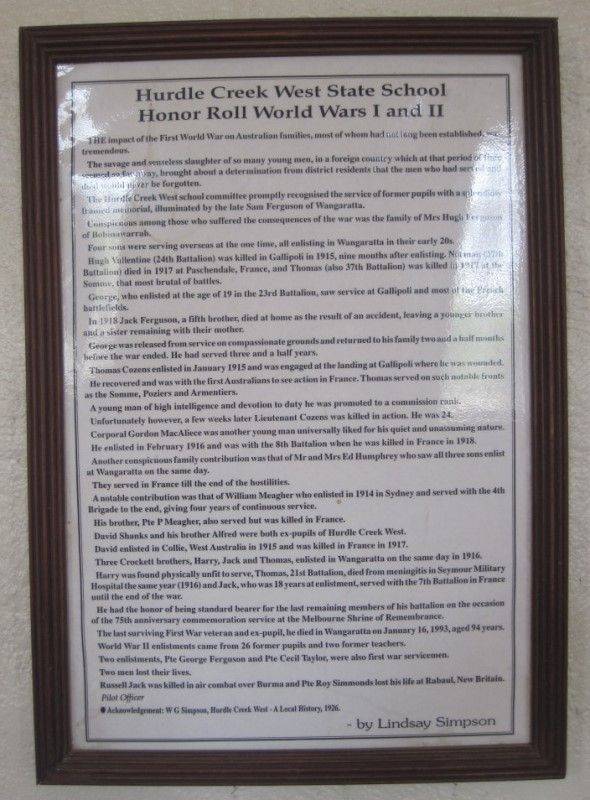 Hurdle Creek West State School
Honor Roll World Wars I and II
THE impact of the First World War on Australian families, most of whom had not long been established, was
tremendous.
The savage and senseless slaughter of so many young men, in a foreign country which at that period of time
seemed so far away, brought about a determination from district residents that the men who had served and
died would never be forgotten.
The Hurdle Creek West school committee promptly recognised the service of former pupils with a splendidly
framed memorial, illuminated by the late Sam Ferguson of Wangaratta.
Conspicuous among those who suffered the consequences of the war was the family of Mrs Hugh Ferguson
of Bobinawarrah.
Four sons were serving overseas at the one time, all enlisting in Wangaratta in their early 20s.
Hugh Vallentine (24th Battalion) was killed in Gallipoli in 1915, nine months after enlisting. Norman (37th
Battalion) died in 1917 at Paschendale, France, and Thomas (also 37th Battalion) was killed in 1917 at the
Somme, that most brutal of battles.
George, who enlisted at the age of 19 in the 23rd Battalion, saw service at Gallipoli and most of the French
battlefields.
In 1918 Jack Ferguson, a fifth brother, died at home as the result of an accident, leaving a younger brother
and a sister remaining with their mother.
George was released from service on compassionate grounds and returned to his family two and a half months
before the war ended. He had served three and a half years.
Thomas Cozens enlisted in January 1915 and was engaged at the landing at Gallipoli where he was wounded.
He recovered and was with the first Australians to see action in France. Thomas served on such notable fronts
as the Somme, Poziers and Armentiers.
A young man of high intelligence and devotion to duty he was promoted to a commission rank.
Unfortunately however, a few weeks later Lieutenant Cozens was killed in action. He was 24.
Corporal Gordon MacAliece was another young man universally liked for his quiet and unassuming nature.
He enlisted in February 1916 and was with the 8th Battalion when he was killed in France in 1918.
Another conspicuous family contribution was that of Mr and Mrs Ed Humphrey who saw all three sons enlist
at Wangaratta on the same day.
They served in France till the end of the hostilities.
A notable contribution was that of William Meagher who enlisted in 1914 in Sydney and served with the 4th
Brigade to the end, giving four years of continuous service.
His brother, Pte P Meagher, also served but was killed in France.
David Shanks and his brother Alfred were both ex-pupils of Hurdle Creek West.
David enlisted in Collie, West Australia in 1915 and was killed in France in 1917.
Three Crockett brothers, Harry, Jack and Thomas, enlisted in Wangaratta on the same day in 1916.
Harry was found physically unfit to serve, Thomas, 21st Battalion, died from meningitis in Seymour Military
Hospital the same year (1916) and Jack, who was 18 years at enlistment, served with the 7th Battalion in France
until the end of the war.
He had the honor of being standard bearer for the last remaining members of his battalion on the occasion
of the 75th anniversary commemoration service at the Melbourne Shrine of Remembrance.
The last surviving First War veteran and ex-pupil, he died in Wangaratta on January 16, 1993, aged 94 years.
World War II enlistments came from 26 former pupils and two former teachers.
Two enlistments, Pte George Ferguson and Pte Cecil Taylor, were also first war servicemen.
Two men lost their lives.
Russell Jack was killed in air combat over Burma and Pte Roy Simmonds lost his life at Rabaul, New Britain.
Pilot Officer
● Acknowledgement: W G Simpson, Hurdle Creek West - A Local History, 1926.
- by Lindsay Simpson